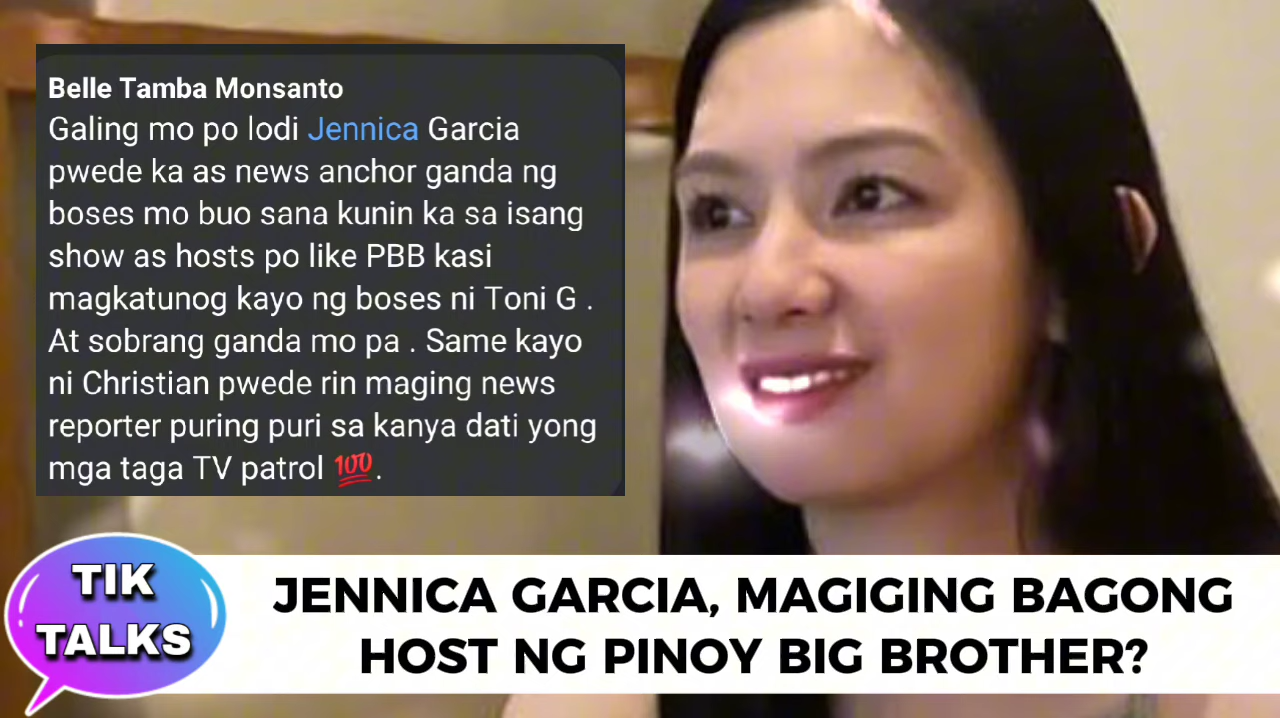 Belle Tamba Monsanto
Galing mo po lodi Jennica Garcia
pwede ka as news anchor ganda ng
boses mo buo sana kunin ka sa isang
show as hosts po like PBB kasi
magkatunog kayo ng boses ni Toni G .
At sobrang ganda mo pa . Same kayo
ni Christian pwede rin maging news
reporter puring puri sa kanya dati yong
mga taga TV patrol 💯.
TIK
TALKS
JENNICA GARCIA, MAGIGING BAGONG
HOST NG PINOY BIG BROTHER?